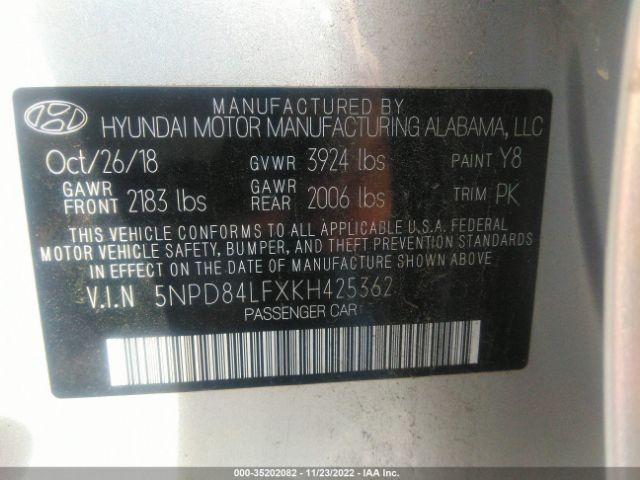 MANUFACTURED BY
HYUNDAI MOTOR MANUFACTURING ALABAMA, LLC
Oct/26/18 GVWR 3924 lbs PAINT Y8
GAWR FRONT 2183 lbs GAWR REAR 2006 lbs TRIM PK
THIS VEHICLE CONFORMS TO ALL APPLICABLE U.S.A. FEDERAL
MOTOR VEHICLE SAFETY, BUMPER, AND THEFT PREVENTION STANDARDS
IN EFFECT ON THE DATE OF MANUFACTURE SHOWN ABOVE
V.I.N 5NPD84LFXKH425362
PASSENGER CAR
000-35202082 - 11/23/2022 - IAA Inc.